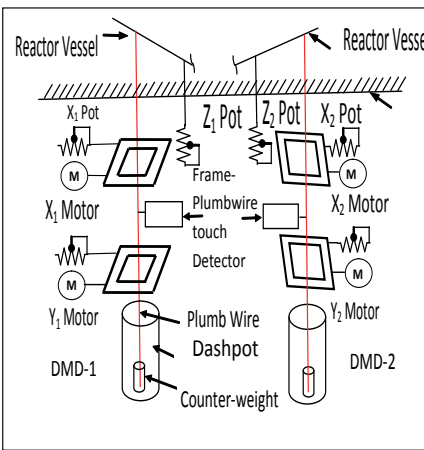 Reactor Vessel
Reactor Vesse
X1 Pot
Z1 Pot
Z2 Pot
X2 Pot
M
M
Frame-
Plumbwire
touch
Detector
X1 Motor
X2 Motor
M
M
Y1 Motor
Y2 Motor
Plumb Wire
Dashpot
DMD-1
DMD-2
Counter-weight